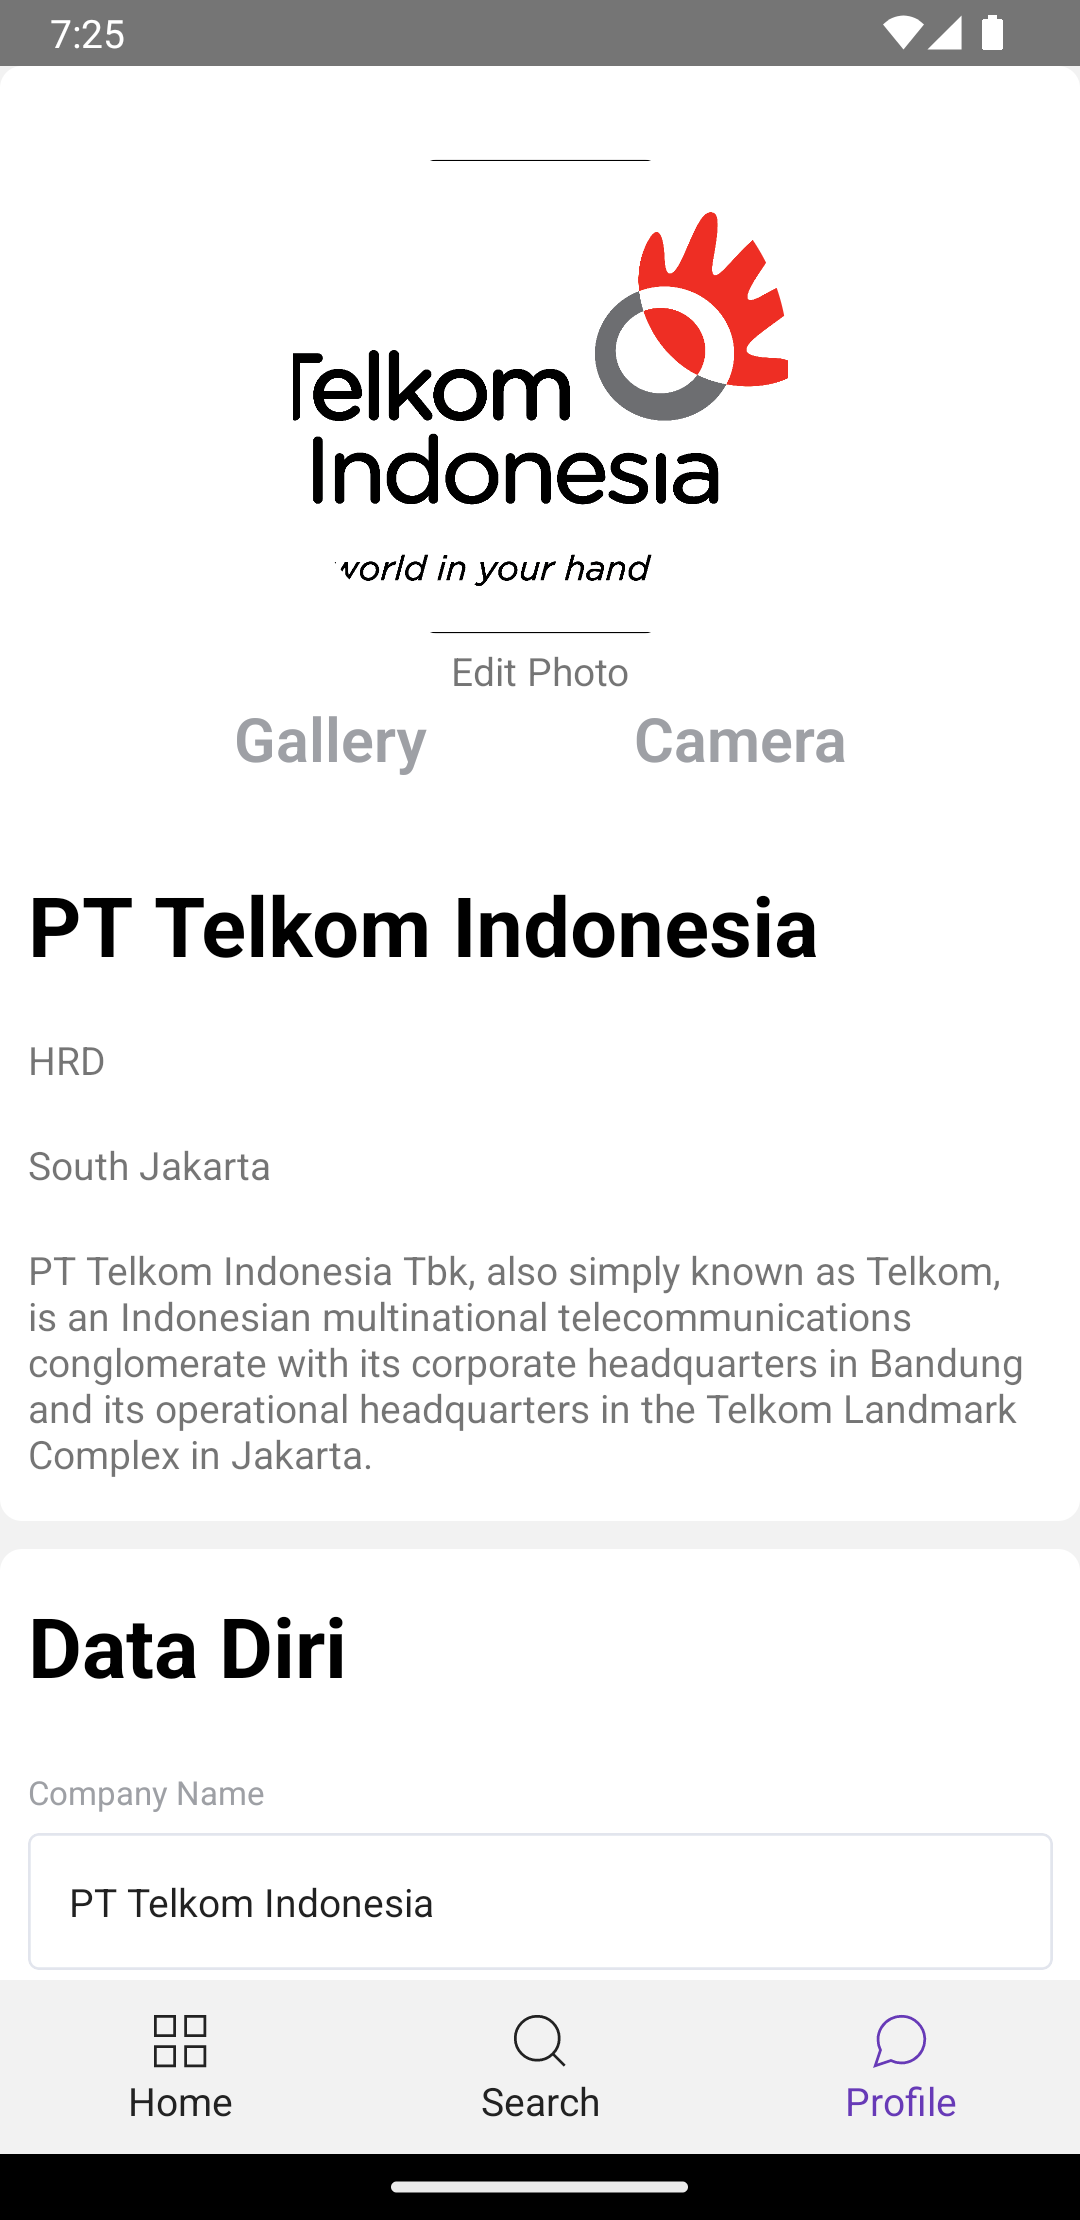 7:25
Telkom
Indonesia
world in your hand
Edit Photo
Gallery Camera
PT Telkom Indonesia
HRD
South Jakarta
PT Telkom Indonesia Tbk, also simply known as Telkom,
is an Indonesian multinational telecommunications
conglomerate with its corporate headquarters in Bandung
and its operational headquarters in the Telkom Landmark
Complex in Jakarta.
Data Diri
Company Name
PT Telkom Indonesia
Home Search Profile